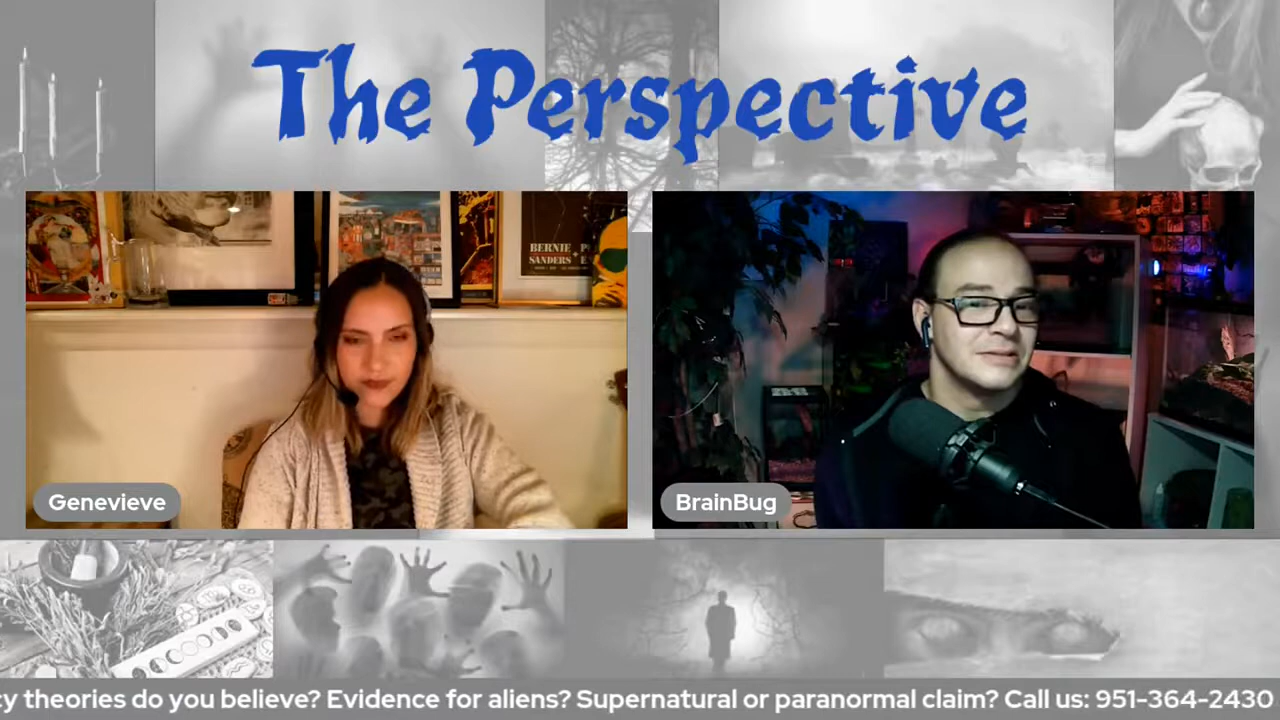 The Perspective
BERNIE
SANDERS
Genevieve
BrainBug
cy theories do you believe? Evidence for aliens? Supernatural or paranormal claim? Call us: 951-364-2430